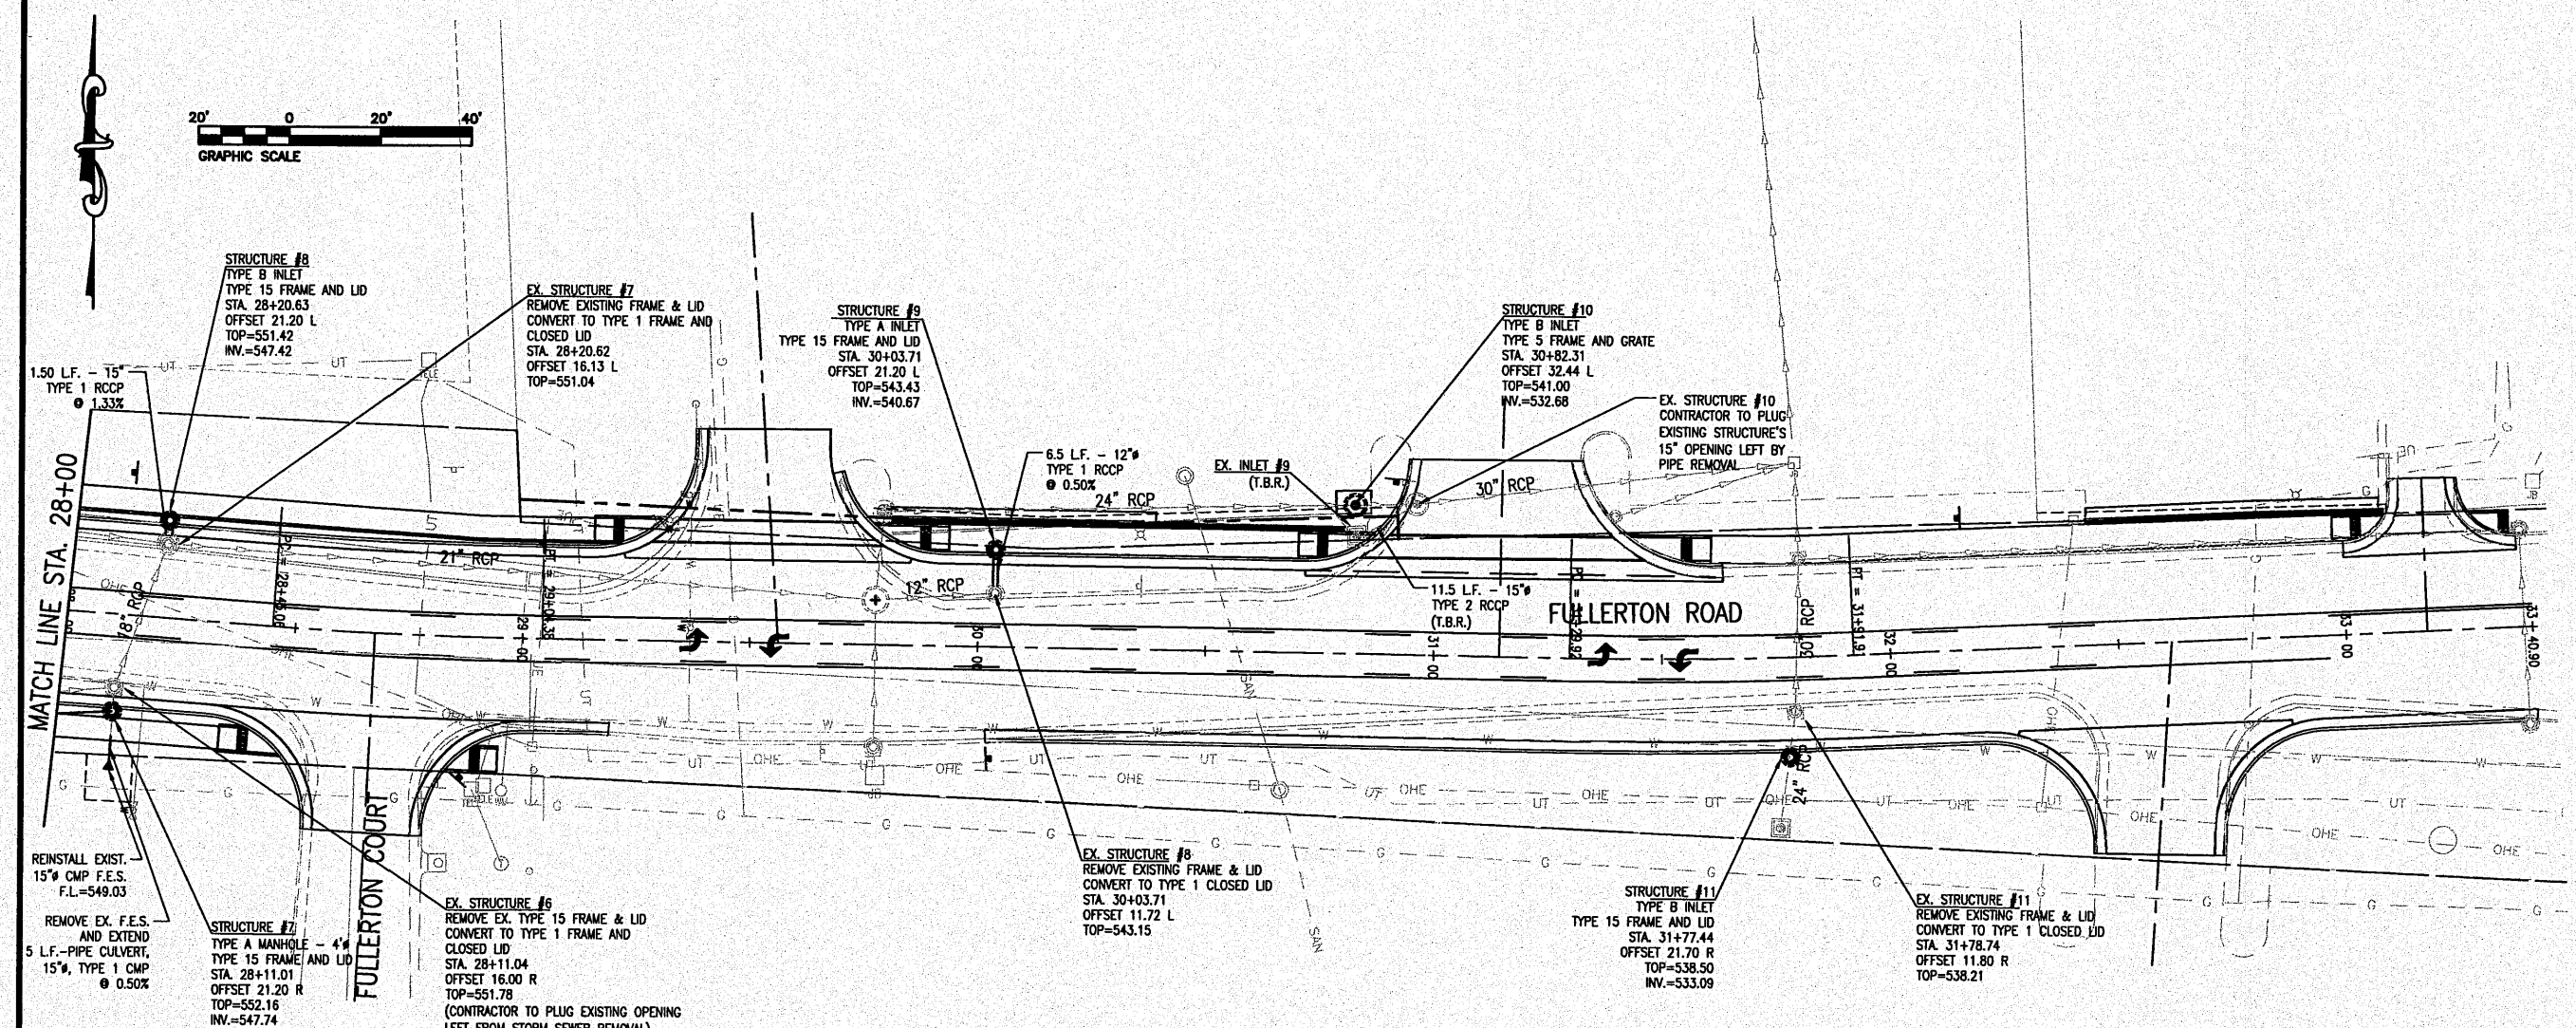 20' 0 20' 40'
GRAPHIC SCALE
STRUCTURE #8
TYPE B INLET
TYPE 15 FRAME AND LID
STA. 28+20.63
OFFSET 21.20 L
TOP=551.42
INV.=547.42
EX. STRUCTURE #7
REMOVE EXISTING FRAME & LID
CONVERT TO TYPE 1 FRAME AND
CLOSED LID
STA. 28+20.62
OFFSET 16.13 L
TOP=551.04
STRUCTURE #9
TYPE A INLET
TYPE 15 FRAME AND LID
STA. 30+03.71
OFFSET 21.20 L
TOP=543.43
INV.=540.67
STRUCTURE #10
TYPE B INLET
TYPE 5 FRAME AND GRATE
STA. 30+82.31
OFFSET 32.44 L
TOP=541.00
INV.=532.68
EX. STRUCTURE #10
CONTRACTOR TO PLUG
EXISTING STRUCTURE'S
15" OPENING LEFT BY
PIPE REMOVAL
1.50 L.F. - 15"
TYPE 1 RCCP
@ 1.33%
UT
UT
TELE
6.5 L.F. - 12"ø
TYPE 1 RCCP
@ 0.50%
EX. INLET #9
(T.B.R.)
24" RCP
30" RCP
MATCH LINE STA. 28+00
21" RCP
18" RCP
12" RCP
11.5 L.F. - 15"ø
TYPE 2 RCCP
(T.B.R.)
FULLERTON ROAD
30" RCP
PC = 28+45.06
29+00
30+00
31+00
PT = 31+91.91
32+00
33+00
33+40.90
24" RCP
FULLERTON COURT
REINSTALL EXIST.
15"ø CMP F.E.S.
F.L.=549.03
REMOVE EX. F.E.S.
AND EXTEND
5 L.F.-PIPE CULVERT,
15"ø, TYPE 1 CMP
@ 0.50%
STRUCTURE #7
TYPE A MANHOLE - 4'ø
TYPE 15 FRAME AND LID
STA. 28+11.01
OFFSET 21.20 R
TOP=552.16
INV.=547.74
EX. STRUCTURE #6
REMOVE EX. TYPE 15 FRAME & LID
CONVERT TO TYPE 1 FRAME AND
CLOSED LID
STA. 28+11.04
OFFSET 16.00 R
TOP=551.78
(CONTRACTOR TO PLUG EXISTING OPENING
LEFT FROM STORM SEWER REMOVAL)
EX. STRUCTURE #8
REMOVE EXISTING FRAME & LID
CONVERT TO TYPE 1 CLOSED LID
STA. 30+03.71
OFFSET 11.72 L
TOP=543.15
STRUCTURE #11
TYPE B INLET
TYPE 15 FRAME AND LID
STA. 31+77.44
OFFSET 21.70 R
TOP=538.50
INV.=533.09
EX. STRUCTURE #11
REMOVE EXISTING FRAME & LID
CONVERT TO TYPE 1 CLOSED LID
STA. 31+78.74
OFFSET 11.80 R
TOP=538.21
SAN
SAN